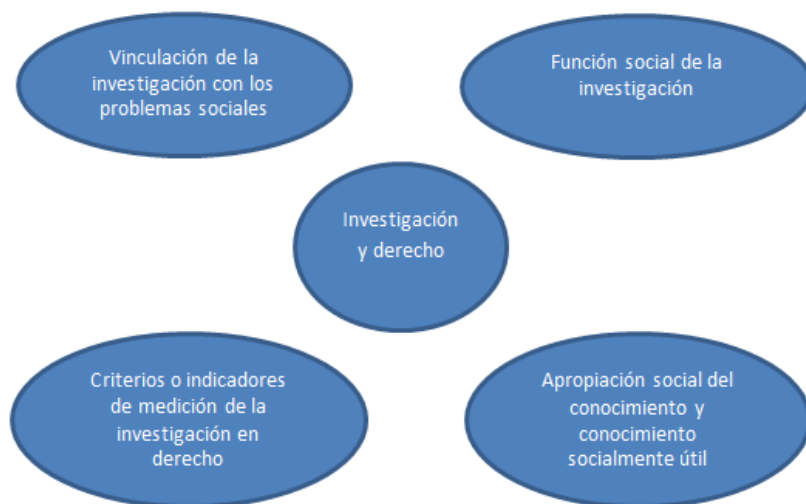 Vinculación de la
investigación con los
problemas sociales
Función social de la
investigación
Investigación
y derecho
Criterios o indicadores
de medición de la
investigación en
derecho
Apropiación social del
conocimiento y
conocimiento
socialmente útil